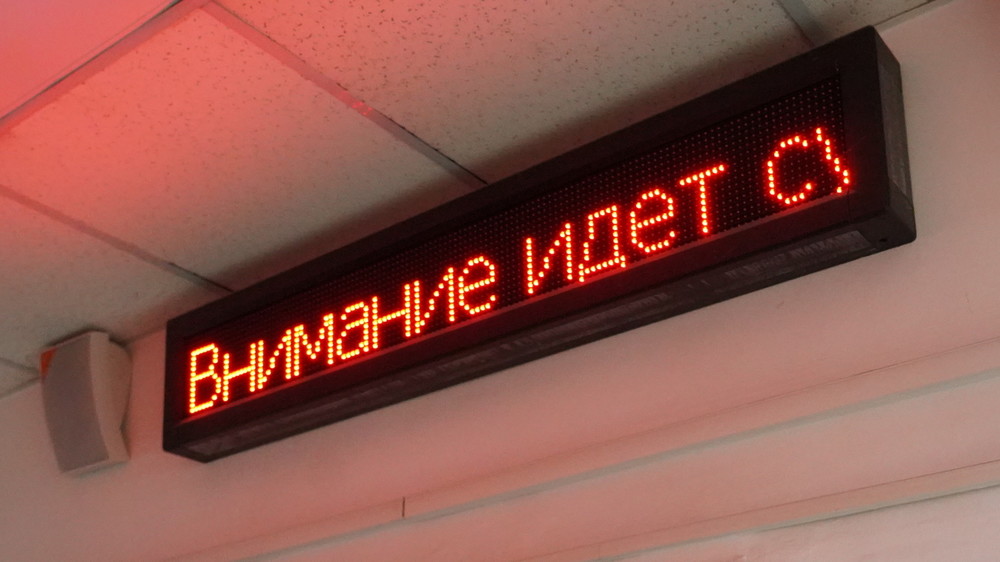 Внимание идет с